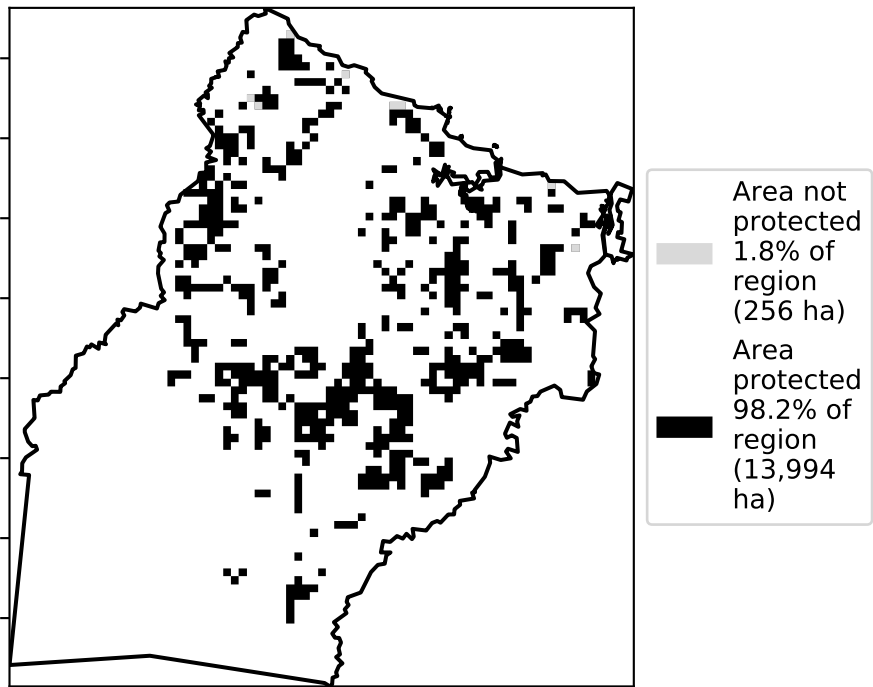 Area not
protected
1.8% of
region
(256 ha)
Area
protected
98.2% of
region
(13,994
ha)